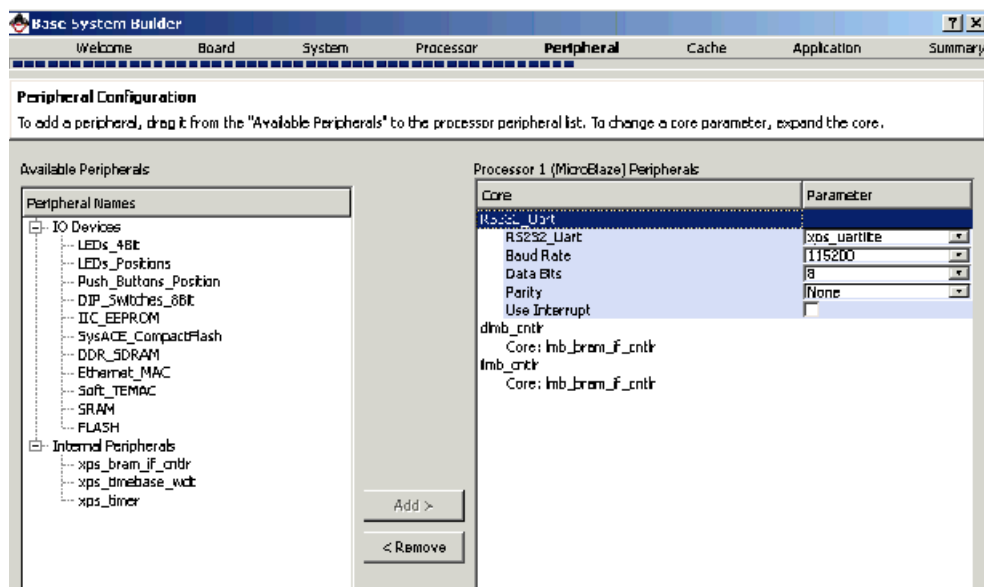 Base System Builder
? X
Welcome Board System Processor Peripheral Cache Application Summary
Peripheral Configuration
To add a peripheral, drag it from the "Available Peripherals" to the processor peripheral list. To change a core parameter, expand the core.
Available Peripherals
Peripheral Names
IO Devices
LEDs_4Bit
LEDs_Positions
Push_Buttons_Position
DIP_Switches_8Bit
IIC_EEPROM
SysACE_CompactFlash
DDR_SDRAM
Ethernet_MAC
Soft_TEMAC
SRAM
FLASH
Internal Peripherals
xps_bram_if_cntlr
xps_timebase_wdt
xps_timer
Add >
< Remove
Processor 1 (MicroBlaze) Peripherals
Core Parameter
RS232_Uart
RS232_Uart xps_uartlite
Baud Rate 115200
Data Bits 8
Parity None
Use Interrupt
dlmb_cntlr
Core: lmb_bram_if_cntlr
ilmb_cntlr
Core: lmb_bram_if_cntlr